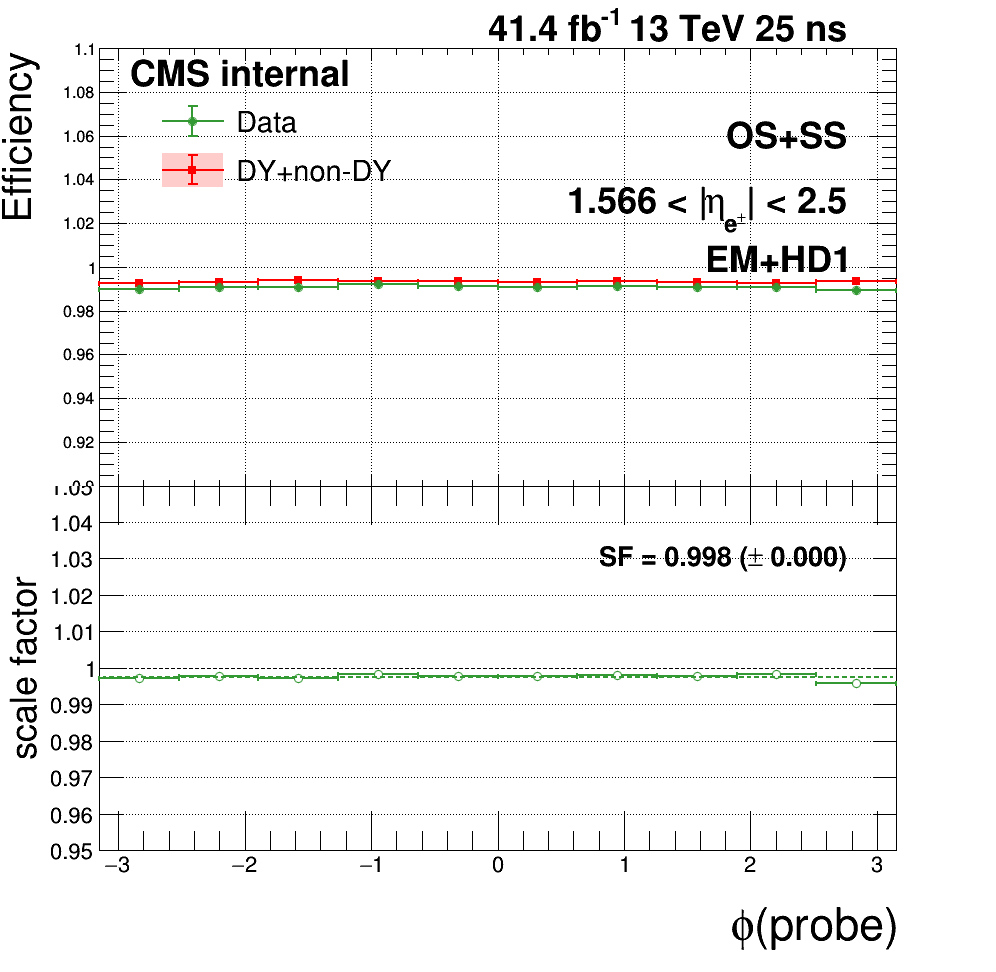 41.4 fb⁻¹ 13 TeV 25 ns
Efficiency
1.1
1.08
1.06
1.04
1.02
1
0.98
0.96
0.94
0.92
CMS internal
Data
DY+non-DY
OS+SS
1.566 < |η_e±| < 2.5
EM+HD1
scale factor
1.05
1.04
1.03
1.02
1.01
1
0.99
0.98
0.97
0.96
0.95
SF = 0.998 (± 0.000)
−3 −2 −1 0 1 2 3
ϕ(probe)